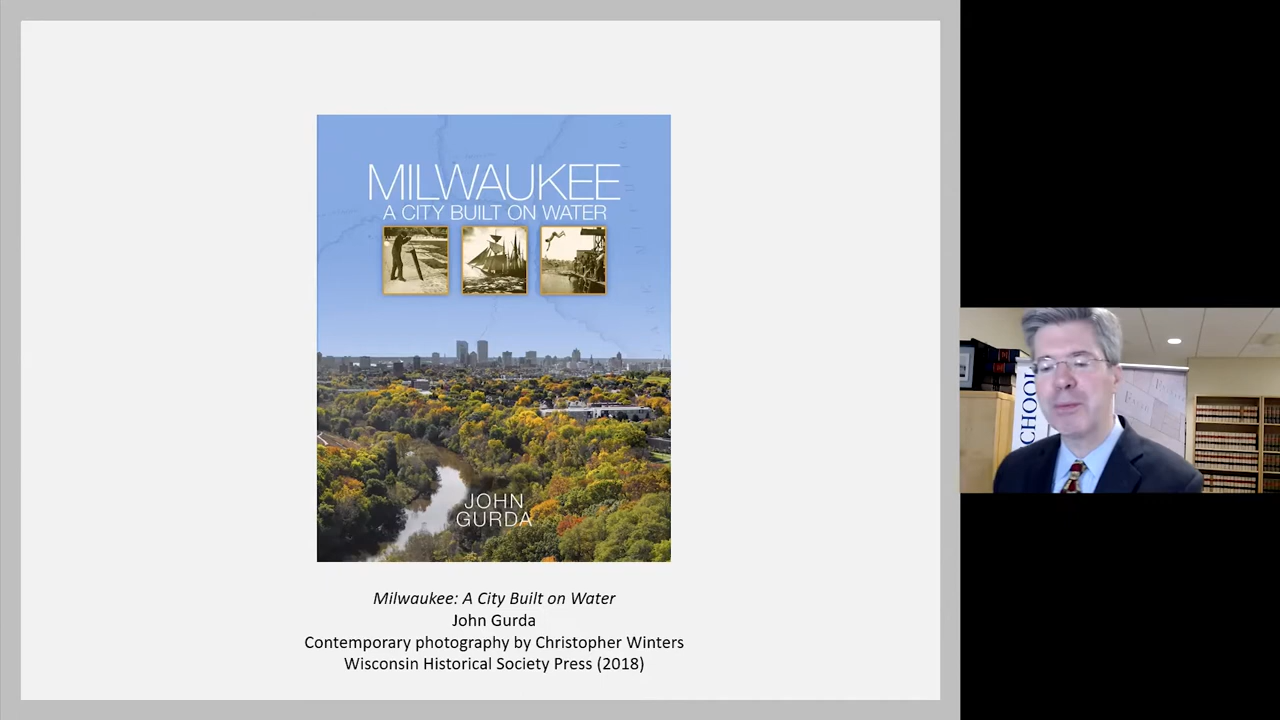 MILWAUKEE
A CITY BUILT ON WATER
JOHN
GURDA
Milwaukee: A City Built on Water
John Gurda
Contemporary photography by Christopher Winters
Wisconsin Historical Society Press (2018)
CHOOL